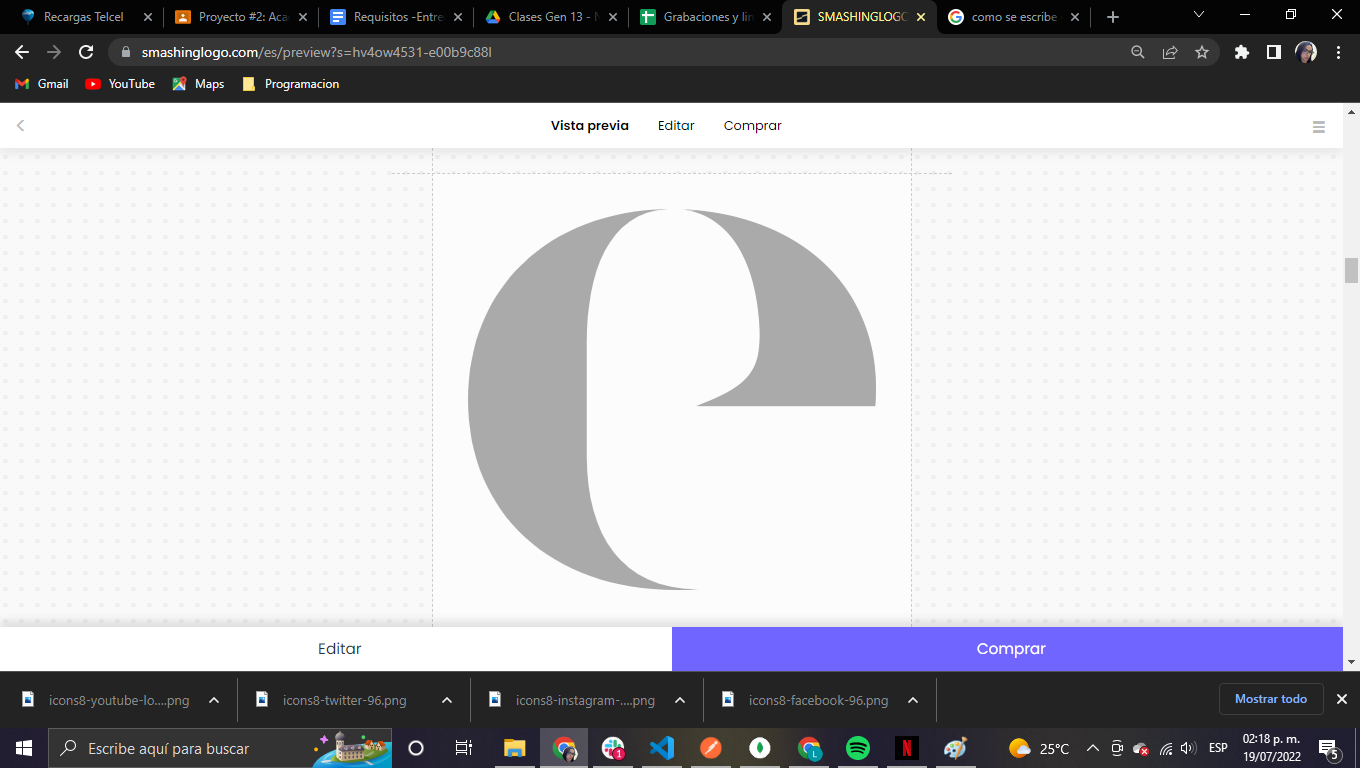 Recargas Telcel
Proyecto #2: Aca
Requisitos -Entre
Clases Gen 13 - N
Grabaciones y lin
SMASHINGLOGO
como se escribe
smashinglogo.com/es/preview?s=hv4ow4531-e00b9c88l
Gmail
YouTube
Maps
Programacion
Vista previa
Editar
Comprar
e
Editar
Comprar
icons8-youtube-lo....png
icons8-twitter-96.png
icons8-instagram-....png
icons8-facebook-96.png
Mostrar todo
Escribe aquí para buscar
1
L
N
25°C
ESP
02:18 p. m.
19/07/2022
5